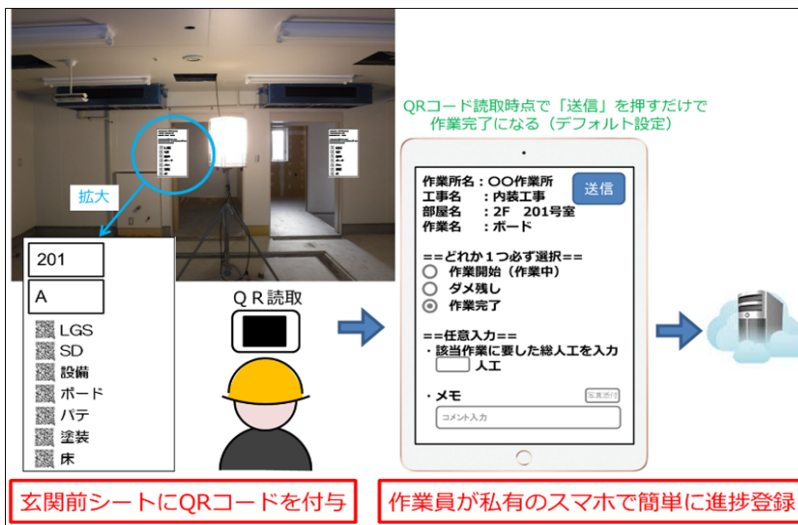 QRコード読取時点で「送信」を押すだけで
作業完了になる（デフォルト設定）
拡大
201
A
LGS
SD
設備
ボード
パテ
塗装
床
QR読取
作業所名：〇〇作業所
工事名　：内装工事
部屋名　：2F　201号室
作業名　：ボード
送信
==どれか１つ必ず選択==
作業開始（作業中）
ダメ残し
作業完了
==任意入力==
・該当作業に要した総人工を入力
人工
・メモ
写真添付
コメント入力
玄関前シートにQRコードを付与
作業員が私有のスマホで簡単に進捗登録